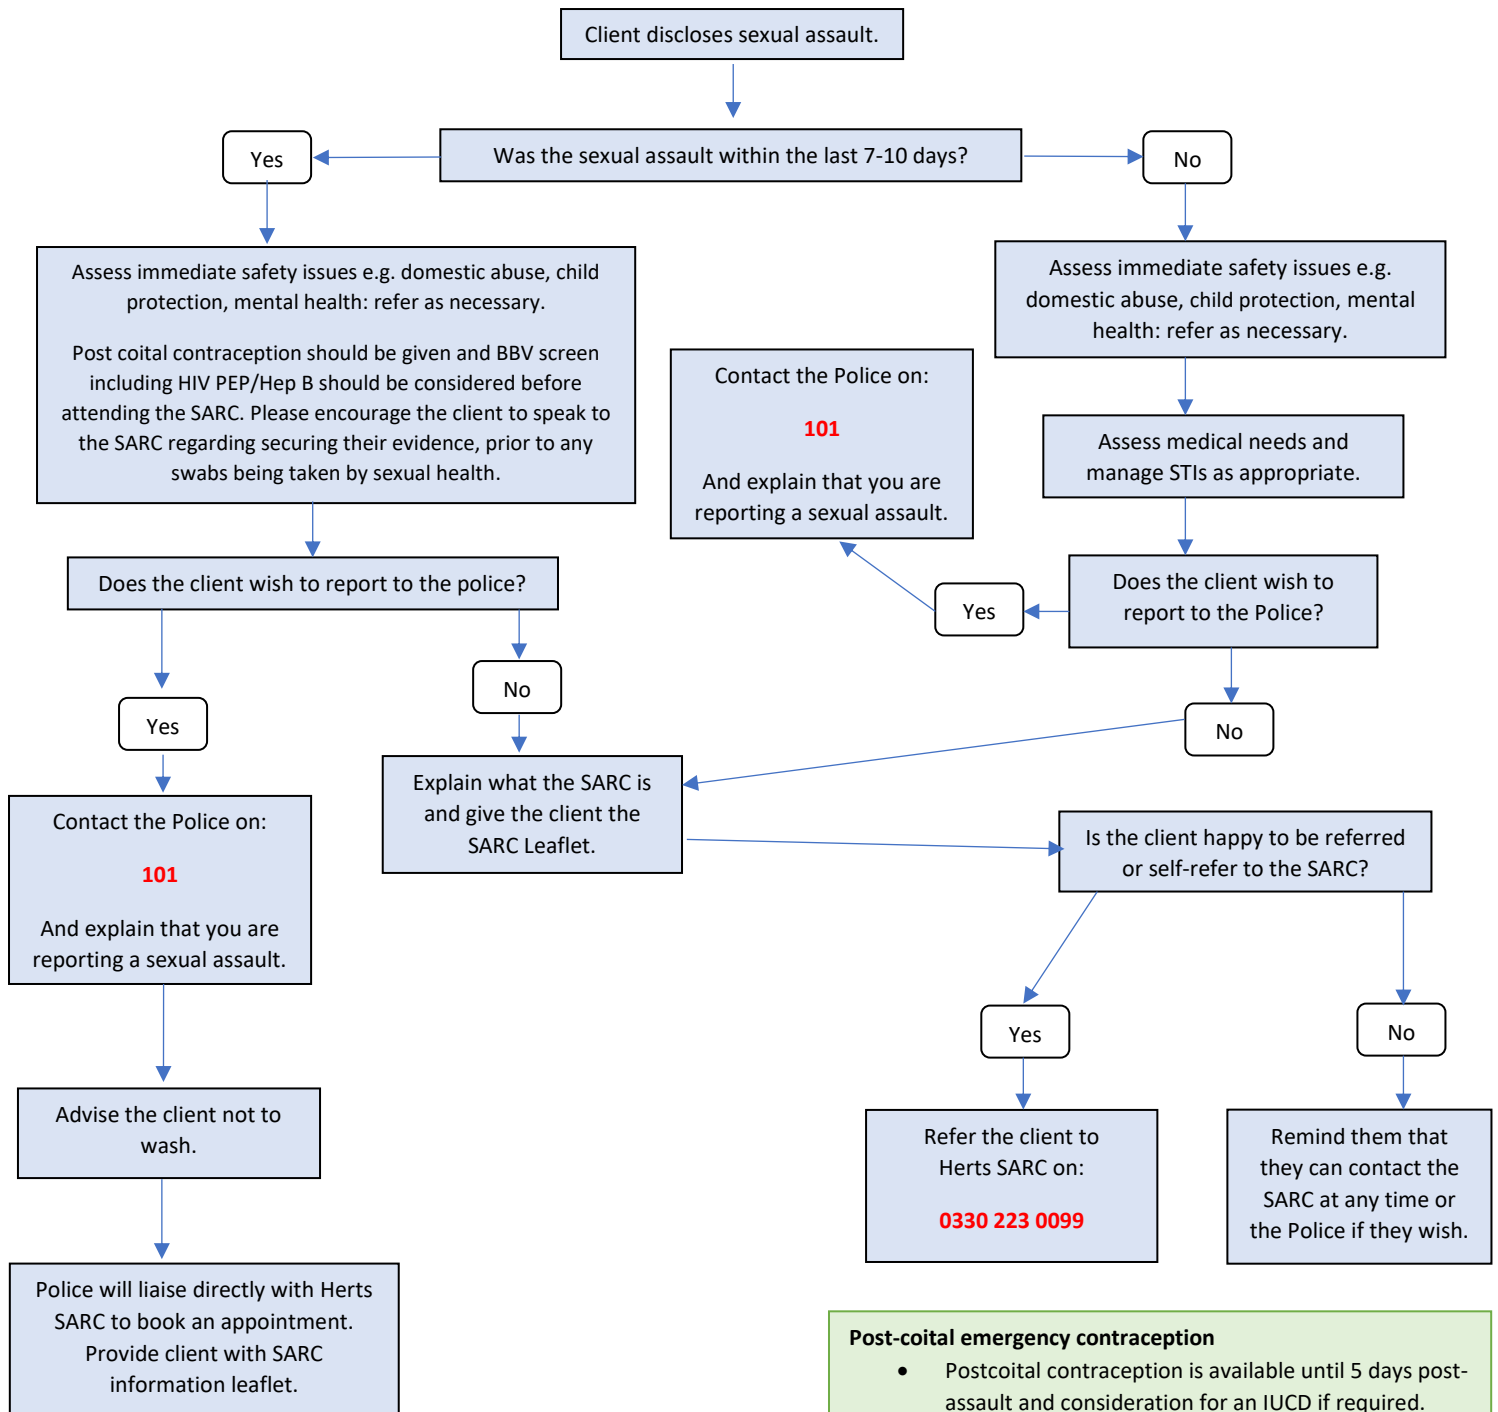 Client discloses sexual assault.
Was the sexual assault within the last 7-10 days?
Yes
No
Assess immediate safety issues e.g. domestic abuse, child
protection, mental health: refer as necessary.
Post coital contraception should be given and BBV screen
including HIV PEP/Hep B should be considered before
attending the SARC. Please encourage the client to speak to
the SARC regarding securing their evidence, prior to any
swabs being taken by sexual health.
Assess immediate safety issues e.g.
domestic abuse, child protection, mental
health: refer as necessary.
Assess medical needs and
manage STIs as appropriate.
Contact the Police on:
101
And explain that you are
reporting a sexual assault.
Does the client wish to report to the police?
Does the client wish to
report to the Police?
Yes
No
No
Yes
Explain what the SARC is
and give the client the
SARC Leaflet.
Contact the Police on:
101
And explain that you are
reporting a sexual assault.
Is the client happy to be referred
or self-refer to the SARC?
Yes
No
Advise the client not to
wash.
Refer the client to
Herts SARC on:
0330 223 0099
Remind them that
they can contact the
SARC at any time or
the Police if they wish.
Police will liaise directly with Herts
SARC to book an appointment.
Provide client with SARC
information leaflet.
Post-coital emergency contraception
• Postcoital contraception is available until 5 days post-
assault and consideration for an IUCD if required.